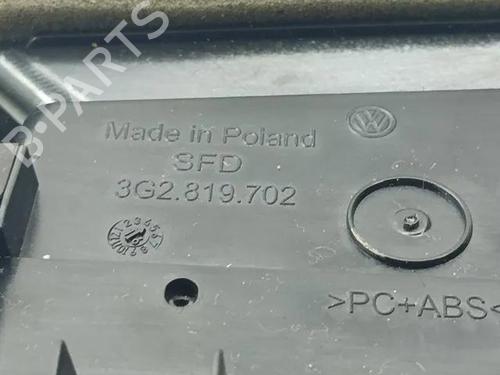 Made in Poland
SFD
3G2.819.702
>PC+ABS<
B-PARTS